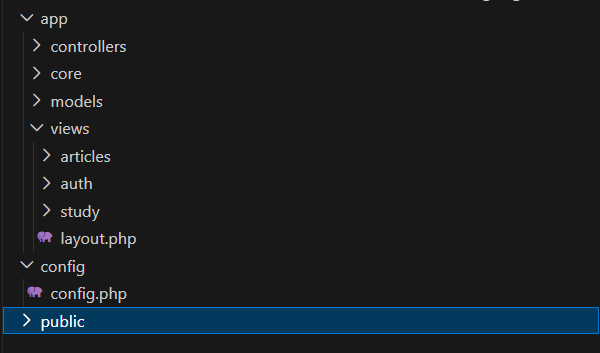 app
controllers
core
models
views
articles
auth
study
layout.php
config
config.php
public